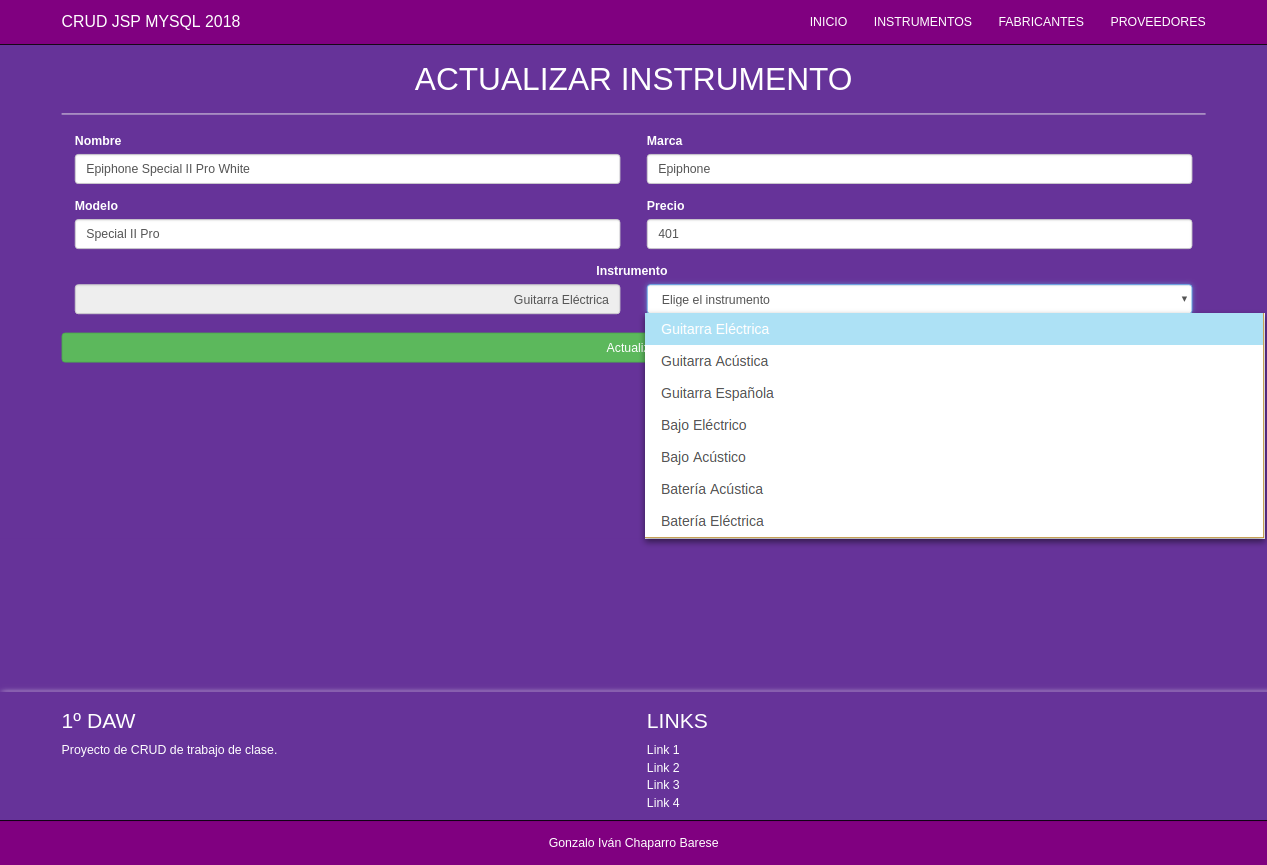 CRUD JSP MYSQL 2018
INICIO INSTRUMENTOS FABRICANTES PROVEEDORES
ACTUALIZAR INSTRUMENTO
Nombre
Epiphone Special II Pro White
Marca
Epiphone
Modelo
Special II Pro
Precio
401
Instrumento
Guitarra Eléctrica
Elige el instrumento
Guitarra Eléctrica
Guitarra Acústica
Guitarra Española
Bajo Eléctrico
Bajo Acústico
Batería Acústica
Batería Eléctrica
1º DAW
Proyecto de CRUD de trabajo de clase.
LINKS
Link 1
Link 2
Link 3
Link 4
Gonzalo Iván Chaparro Barese